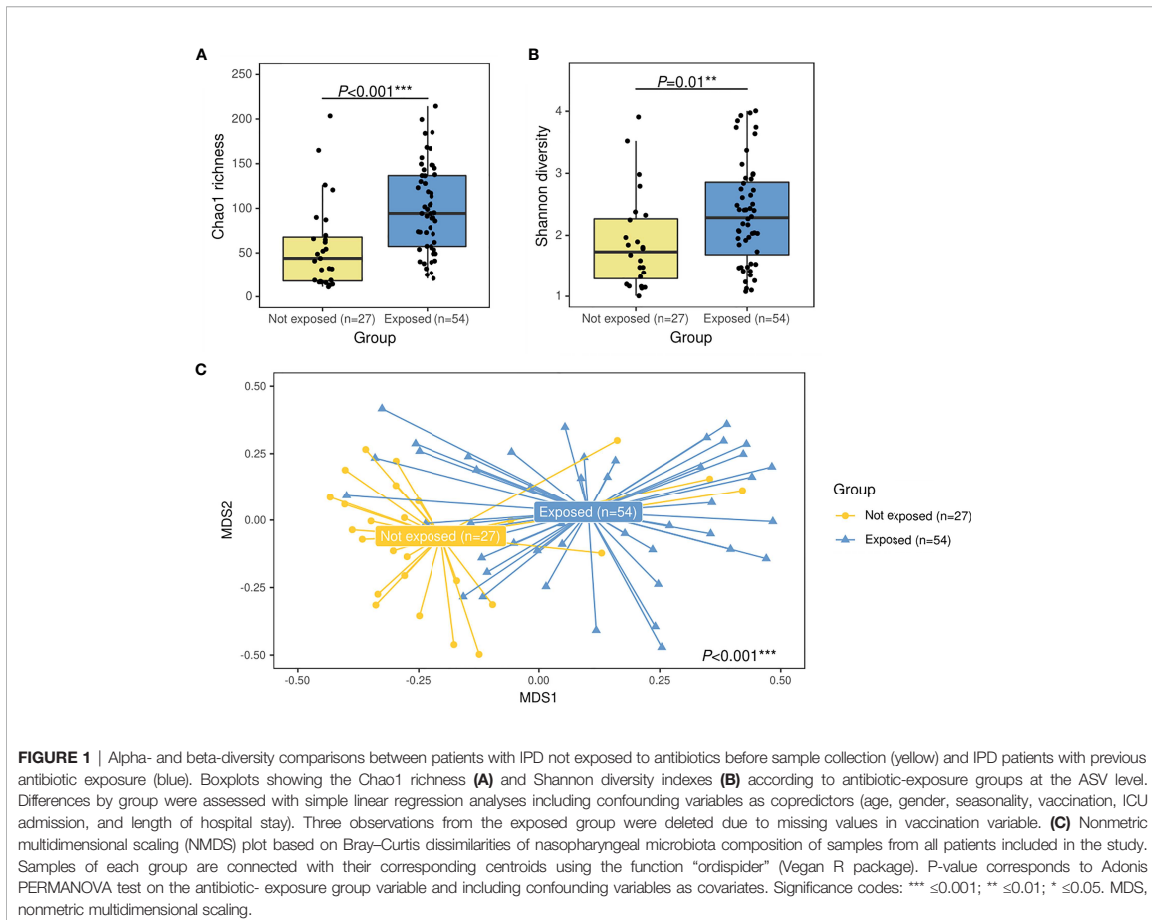 A
B
250
200
150
100
50
0
Chao1 richness
P<0.001***
Not exposed (n=27)
Exposed (n=54)
Group
4
3
2
1
Shannon diversity
P=0.01**
Not exposed (n=27)
Exposed (n=54)
Group
C
0.50
0.25
0.00
-0.25
-0.50
MDS2
Exposed (n=54)
Not exposed (n=27)
P<0.001***
-0.50
-0.25
0.00
0.25
0.50
MDS1
Group
Not exposed (n=27)
Exposed (n=54)
FIGURE 1 | Alpha- and beta-diversity comparisons between patients with IPD not exposed to antibiotics before sample collection (yellow) and IPD patients with previous
antibiotic exposure (blue). Boxplots showing the Chao1 richness (A) and Shannon diversity indexes (B) according to antibiotic-exposure groups at the ASV level.
Differences by group were assessed with simple linear regression analyses including confounding variables as copredictors (age, gender, seasonality, vaccination, ICU
admission, and length of hospital stay). Three observations from the exposed group were deleted due to missing values in vaccination variable. (C) Nonmetric
multidimensional scaling (NMDS) plot based on Bray–Curtis dissimilarities of nasopharyngeal microbiota composition of samples from all patients included in the study.
Samples of each group are connected with their corresponding centroids using the function “ordispider” (Vegan R package). P-value corresponds to Adonis
PERMANOVA test on the antibiotic- exposure group variable and including confounding variables as covariates. Significance codes: *** ≤0.001; ** ≤0.01; * ≤0.05. MDS,
nonmetric multidimensional scaling.